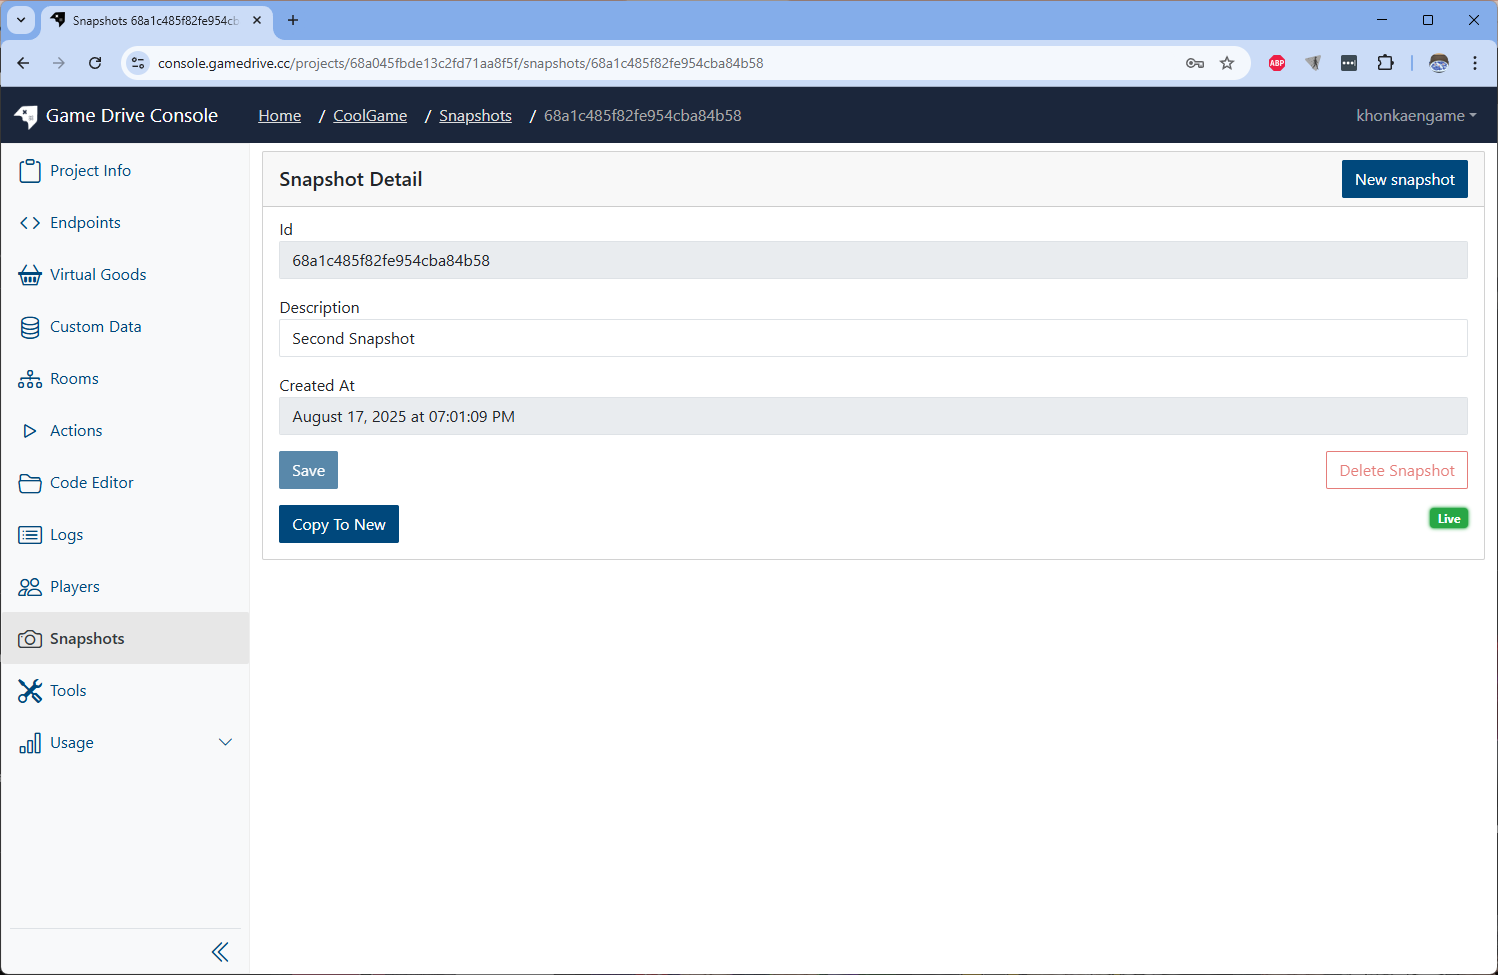 Snapshots 68a1c485f82fe954cb
console.gamedrive.cc/projects/68a045fbde13c2fd71aa8f5f/snapshots/68a1c485f82fe954cba84b58
ABP
Game Drive Console
Home / CoolGame / Snapshots / 68a1c485f82fe954cba84b58
khonkaengame
Project Info
Endpoints
Virtual Goods
Custom Data
Rooms
Actions
Code Editor
Logs
Players
Snapshots
Tools
Usage
Snapshot Detail
New snapshot
Id
68a1c485f82fe954cba84b58
Description
Second Snapshot
Created At
August 17, 2025 at 07:01:09 PM
Save
Delete Snapshot
Copy To New
Live